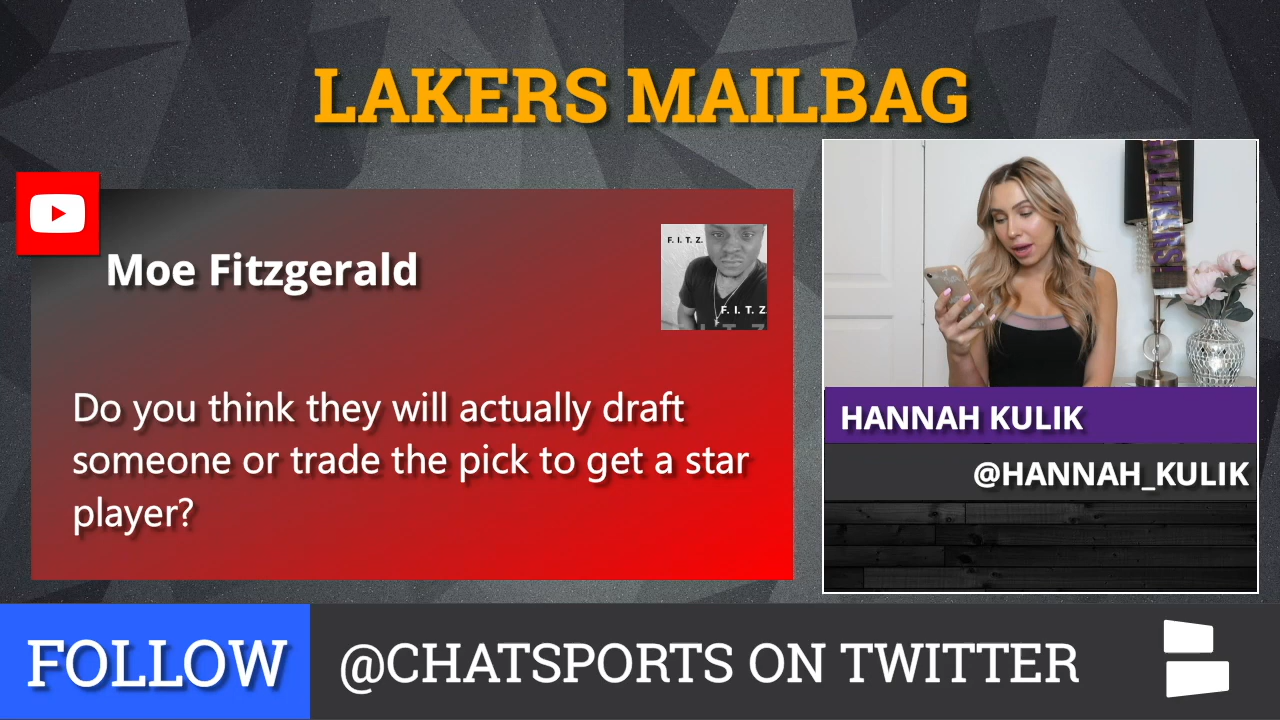 LAKERS MAILBAG
Moe Fitzgerald
F. I. T. Z.
F. I. T. Z
Do you think they will actually draft
someone or trade the pick to get a star
player?
HANNAH KULIK
@HANNAH_KULIK
FOLLOW @CHATSPORTS ON TWITTER